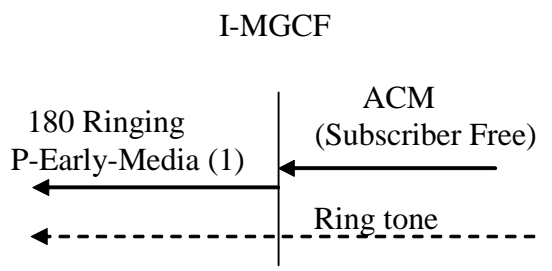 I-MGCF
180 Ringing
P-Early-Media (1)
ACM
(Subscriber Free)
Ring tone